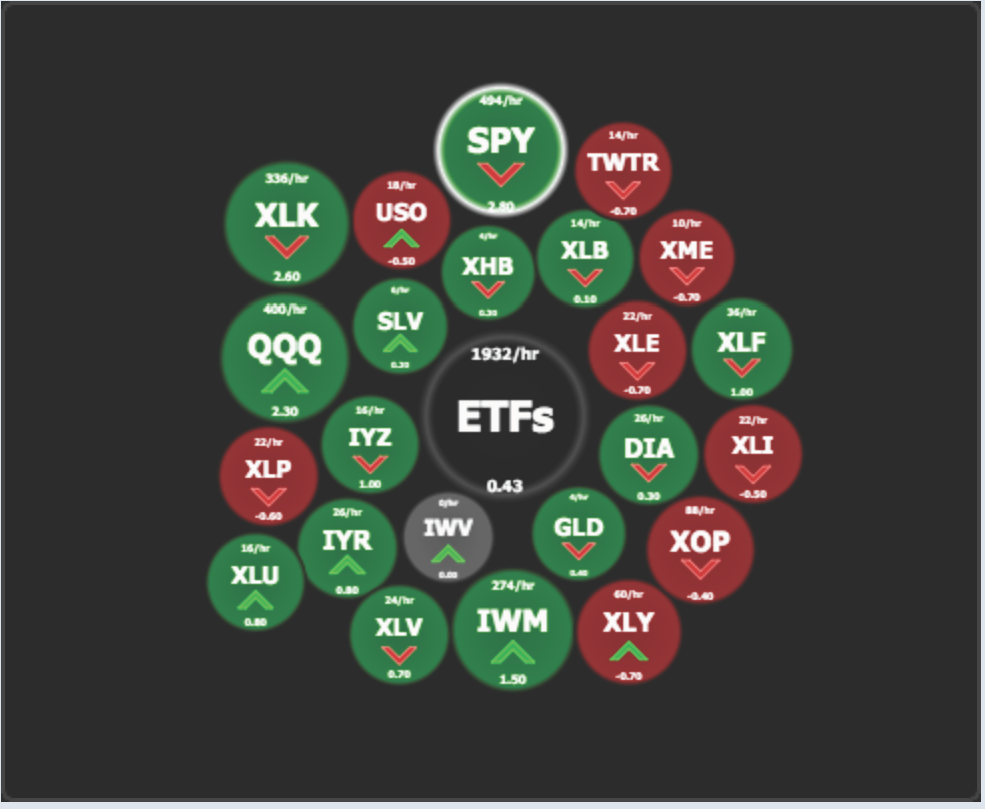 494/hr
SPY
2.80
14/hr
TWTR
-0.70
336/hr
XLK
2.60
18/hr
USO
-0.50
4/hr
XHB
0.30
14/hr
XLB
0.10
10/hr
XME
-0.70
6/hr
SLV
0.20
400/hr
QQQ
2.30
22/hr
XLE
-0.70
36/hr
XLF
1.00
1932/hr
ETFs
0.43
16/hr
IYZ
1.00
26/hr
DIA
0.30
22/hr
XLI
-0.50
22/hr
XLP
-0.60
26/hr
IYR
0.80
0/hr
IWV
0.00
4/hr
GLD
0.40
88/hr
XOP
-0.40
16/hr
XLU
0.80
24/hr
XLV
0.70
274/hr
IWM
1.50
60/hr
XLY
-0.70